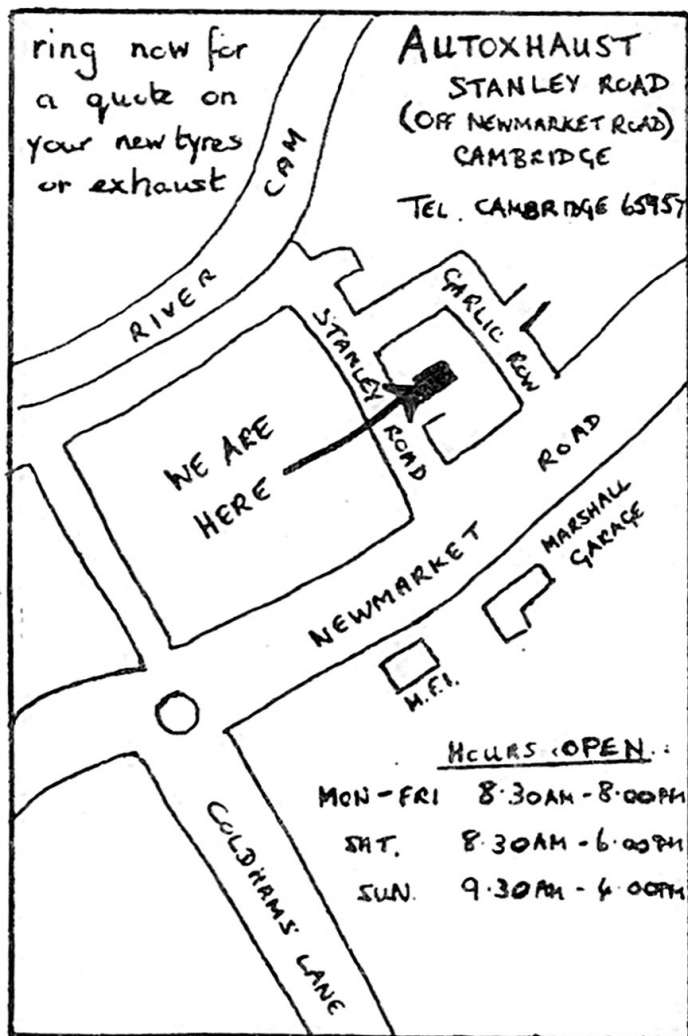 ring now for
a quote on
your new tyres
or exhaust
AUTOXHAUST
STANLEY ROAD
(OFF NEWMARKET ROAD)
CAMBRIDGE
TEL. CAMBRIDGE 65957
RIVER CAM
STANLEY ROAD
GARLIC ROW
WE ARE
HERE
NEWMARKET ROAD
MARSHALL
GARAGE
M.F.I.
COLDHAMS LANE
HOURS OPEN:
MON-FRI 8.30AM - 8.00PM
SAT. 8.30AM - 6.00PM
SUN. 9.30AM - 4.00PM